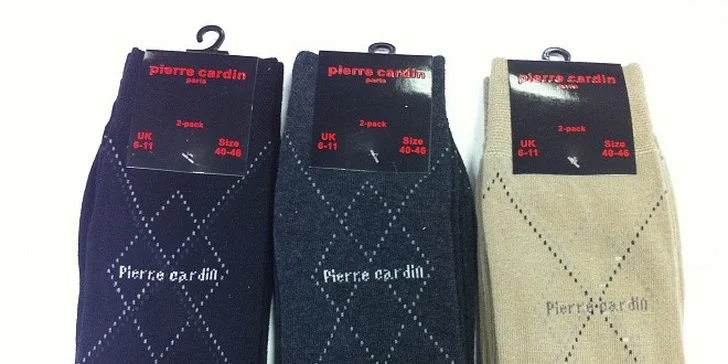 pierre cardin
paris
2-pack
UK
6-11
Size
40-46
Pierre cardin
pierre cardin
paris
2-pack
UK
6-11
Size
40-46
Pierre cardin
pierre cardin
paris
2-pack
UK
6-11
Size
40-46
Pierre cardin